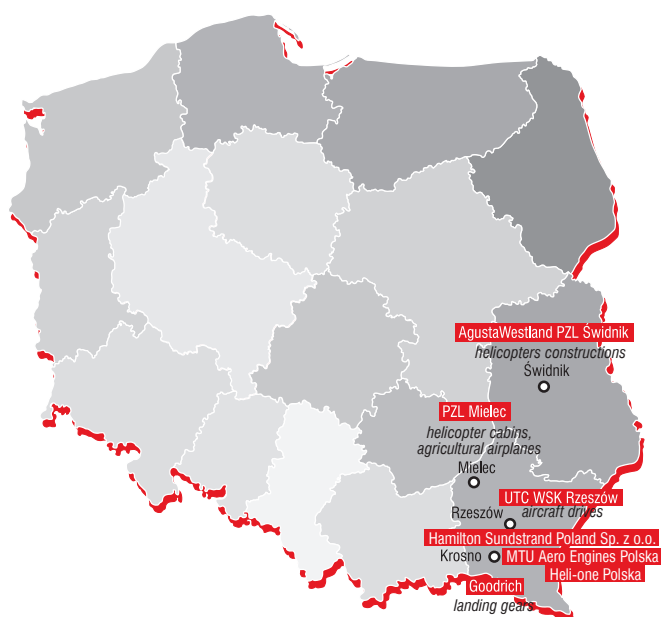 AgustaWestland PZL Świdnik
helicopters constructions
Świdnik
PZL Mielec
helicopter cabins,
agricultural airplanes
Mielec
UTC WSK Rzeszów
Rzeszów aircraft drives
Hamilton Sundstrand Poland Sp. z o.o.
Krosno MTU Aero Engines Polska
Heli-one Polska
Goodrich
landing gears